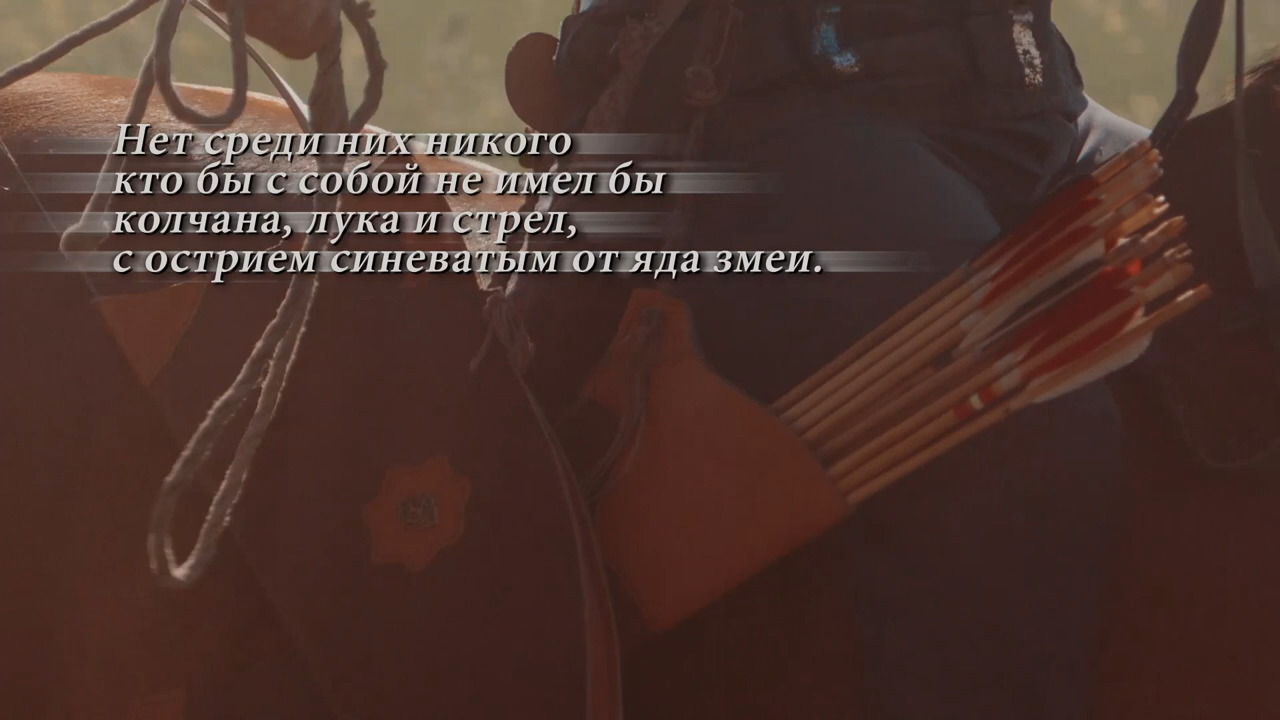 Нет среди них никого
кто бы с собой не имел бы
колчана, лука и стрел,
с острием синеватым от яда змеи.